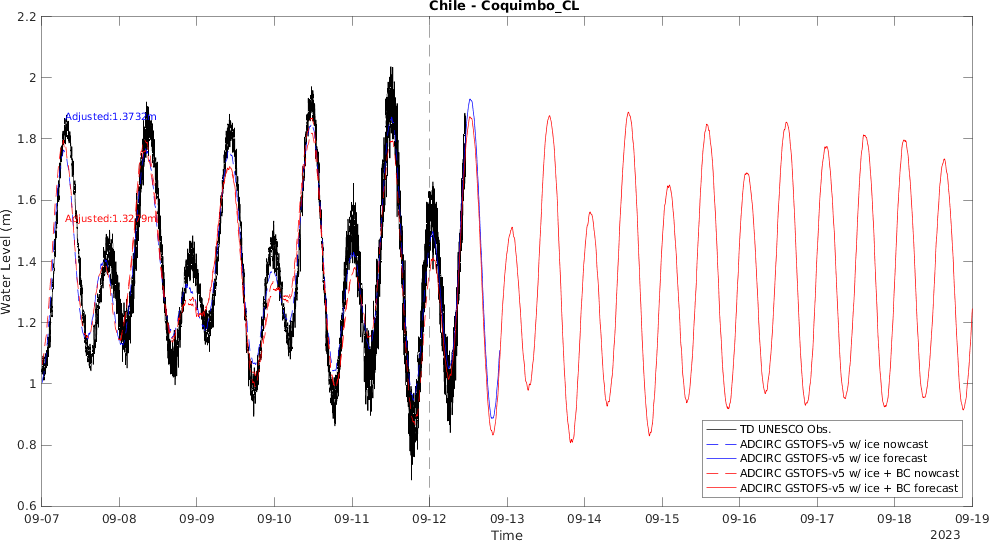 Chile - Coquimbo_CL
2.2
2
1.8
1.6
1.4
1.2
1
0.8
0.6
Water Level (m)
Adjusted:1.3732m
Adjusted:1.3279m
TD UNESCO Obs.
ADCIRC GSTOFS-v5 w/ ice nowcast
ADCIRC GSTOFS-v5 w/ ice forecast
ADCIRC GSTOFS-v5 w/ ice + BC nowcast
ADCIRC GSTOFS-v5 w/ ice + BC forecast
09-07 09-08 09-09 09-10 09-11 09-12 09-13 09-14 09-15 09-16 09-17 09-18 09-19
Time
2023